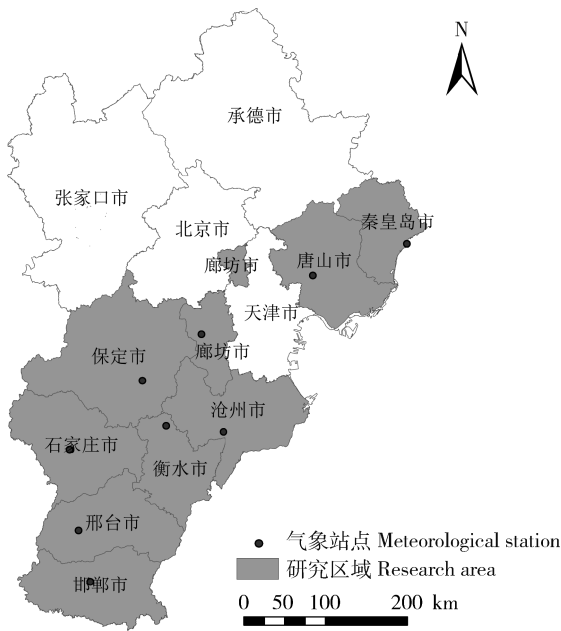 N
承德市
张家口市
秦皇岛市
北京市
廊坊市
唐山市
天津市
廊坊市
保定市
沧州市
石家庄市
衡水市
邢台市
邯郸市
气象站点 Meteorological station
研究区域 Research area
0 50 100 200 km